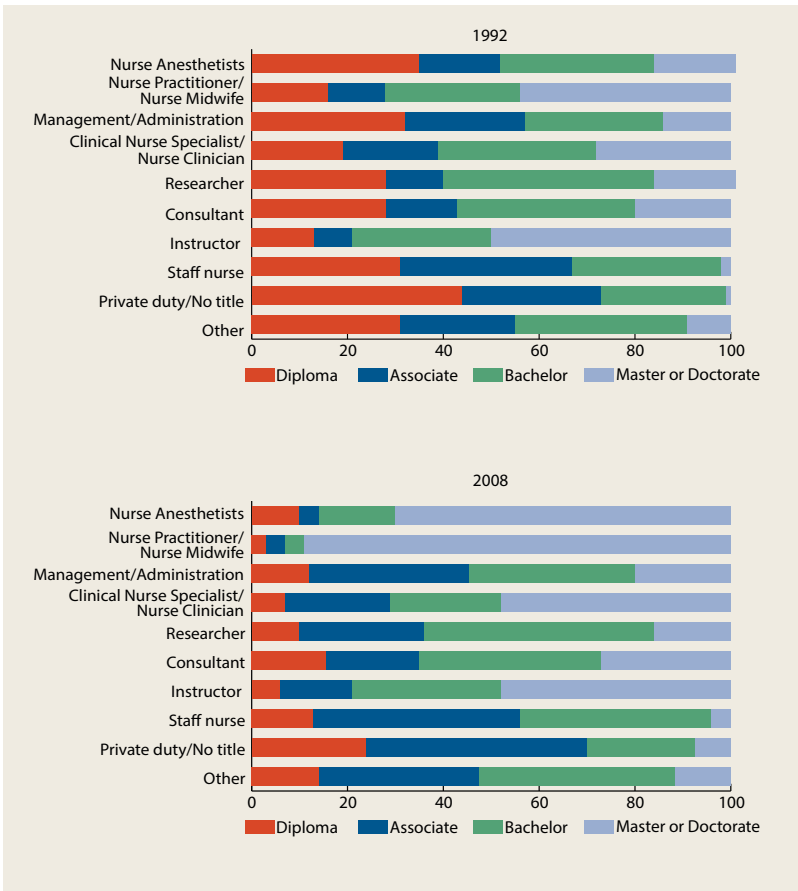 1992
Nurse Anesthetists
Nurse Practitioner/
Nurse Midwife
Management/Administration
Clinical Nurse Specialist/
Nurse Clinician
Researcher
Consultant
Instructor
Staff nurse
Private duty/No title
Other
0 20 40 60 80 100
Diploma Associate Bachelor Master or Doctorate
2008
Nurse Anesthetists
Nurse Practitioner/
Nurse Midwife
Management/Administration
Clinical Nurse Specialist/
Nurse Clinician
Researcher
Consultant
Instructor
Staff nurse
Private duty/No title
Other
0 20 40 60 80 100
Diploma Associate Bachelor Master or Doctorate